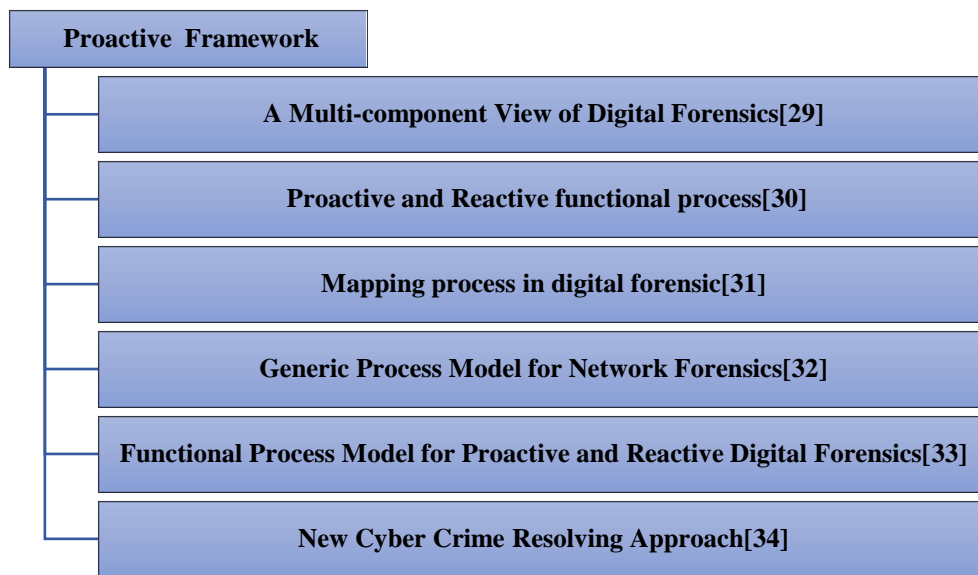 Proactive Framework
A Multi-component View of Digital Forensics[29]
Proactive and Reactive functional process[30]
Mapping process in digital forensic[31]
Generic Process Model for Network Forensics[32]
Functional Process Model for Proactive and Reactive Digital Forensics[33]
New Cyber Crime Resolving Approach[34]